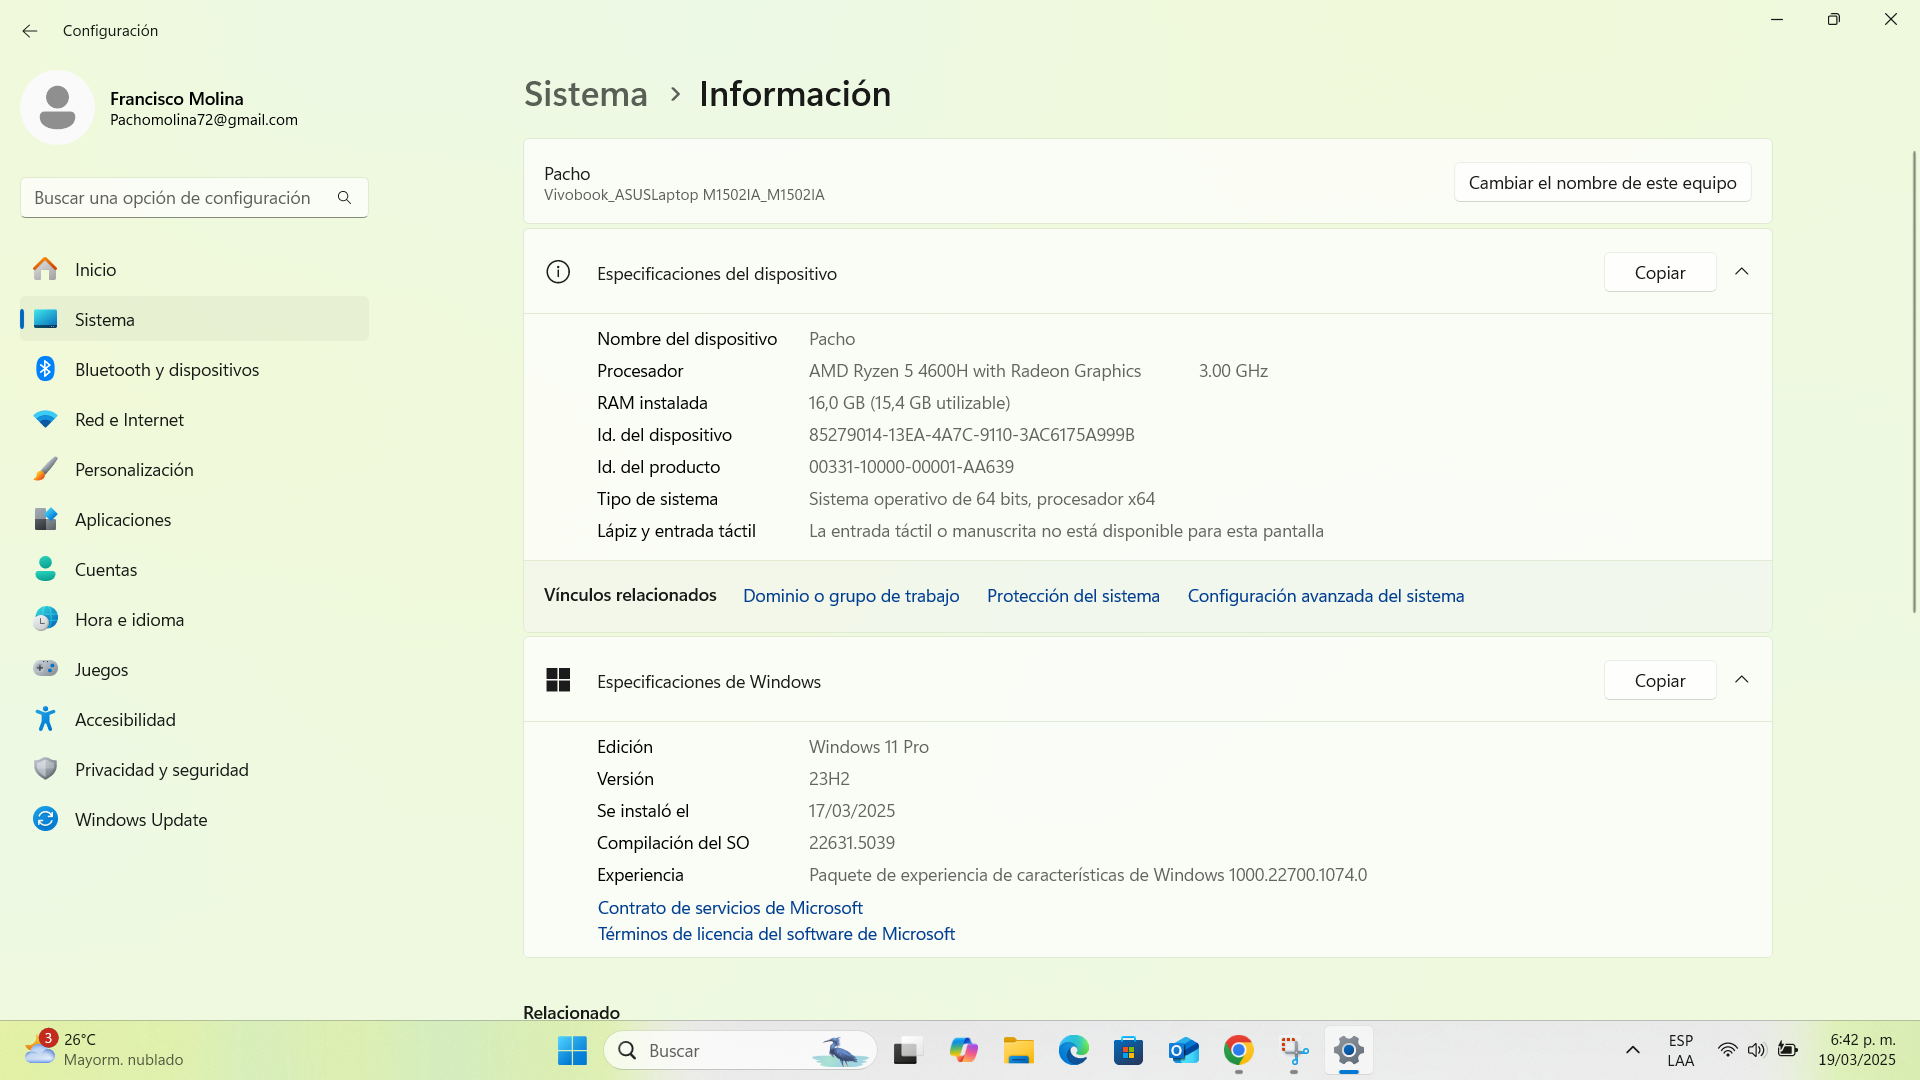 Configuración
Francisco Molina
Pachomolina72@gmail.com
Buscar una opción de configuración
Inicio
Sistema
Bluetooth y dispositivos
Red e Internet
Personalización
Aplicaciones
Cuentas
Hora e idioma
Juegos
Accesibilidad
Privacidad y seguridad
Windows Update
Sistema > Información
Pacho
Vivobook_ASUSLaptop M1502IA_M1502IA
Cambiar el nombre de este equipo
Especificaciones del dispositivo
Copiar
Nombre del dispositivo Pacho
Procesador AMD Ryzen 5 4600H with Radeon Graphics 3.00 GHz
RAM instalada 16,0 GB (15,4 GB utilizable)
Id. del dispositivo 85279014-13EA-4A7C-9110-3AC6175A999B
Id. del producto 00331-10000-00001-AA639
Tipo de sistema Sistema operativo de 64 bits, procesador x64
Lápiz y entrada táctil La entrada táctil o manuscrita no está disponible para esta pantalla
Vínculos relacionados Dominio o grupo de trabajo Protección del sistema Configuración avanzada del sistema
Especificaciones de Windows
Copiar
Edición Windows 11 Pro
Versión 23H2
Se instaló el 17/03/2025
Compilación del SO 22631.5039
Experiencia Paquete de experiencia de características de Windows 1000.22700.1074.0
Contrato de servicios de Microsoft
Términos de licencia del software de Microsoft
Relacionado
3
26°C
Mayorm. nublado
Buscar
ESP
LAA
6:42 p. m.
19/03/2025